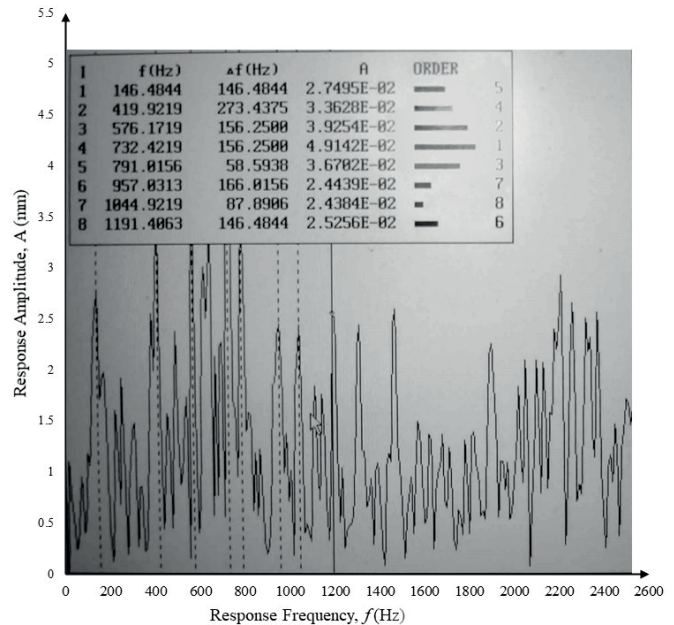 5.5
5
4.5
4
3.5
3
2.5
2
1.5
1
0.5
0
Response Amplitude, A (mm)
I f(Hz) ▵f(Hz) A ORDER
1 146.4844 146.4844 2.7495E-02 5
2 419.9219 273.4375 3.3628E-02 4
3 576.1719 156.2500 3.9254E-02 2
4 732.4219 156.2500 4.9142E-02 1
5 791.0156 58.5938 3.6702E-02 3
6 957.0313 166.0156 2.4439E-02 7
7 1044.9219 87.8906 2.4384E-02 8
8 1191.4063 146.4844 2.5256E-02 6
0 200 400 600 800 1000 1200 1400 1600 1800 2000 2200 2400 2600
Response Frequency, f(Hz)